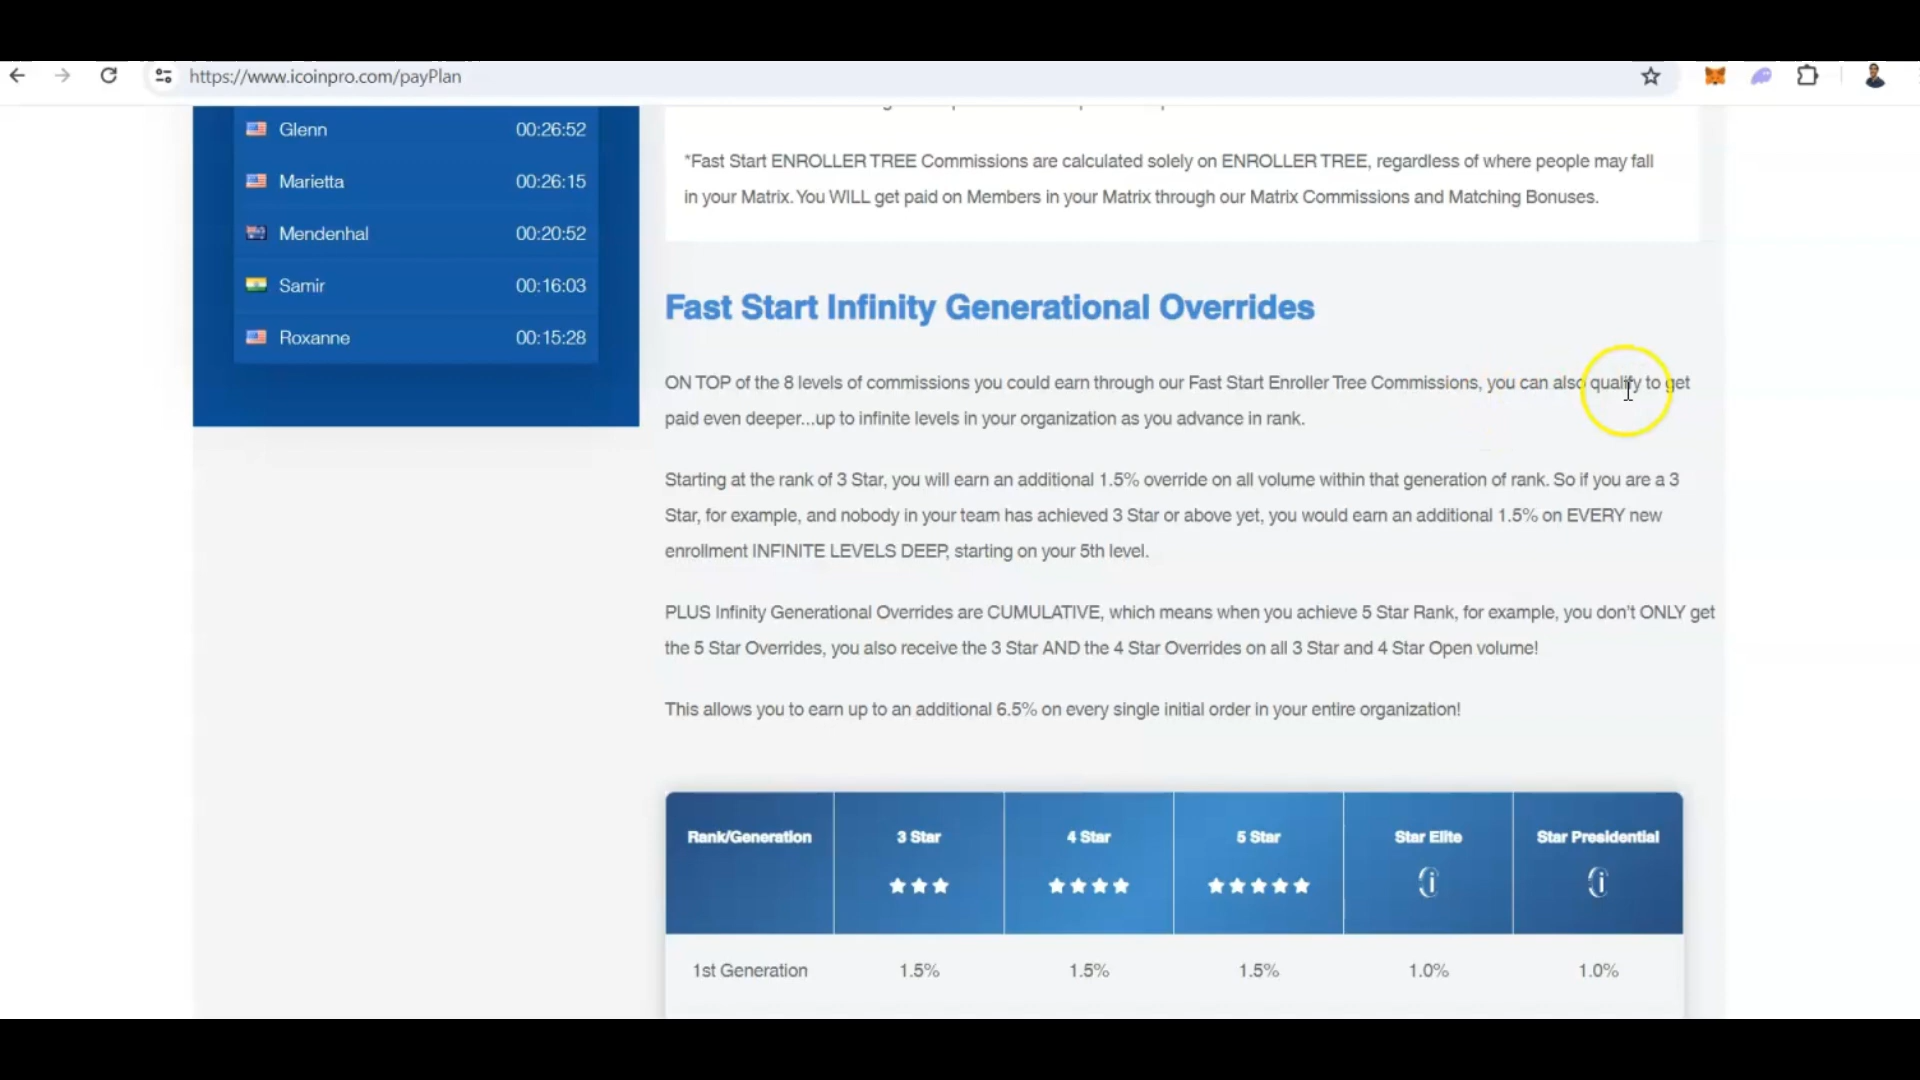 https://www.icoinpro.com/payPlan
Glenn 00:26:52
Marietta 00:26:15
Mendenhal 00:20:52
Samir 00:16:03
Roxanne 00:15:28
*Fast Start ENROLLER TREE Commissions are calculated solely on ENROLLER TREE, regardless of where people may fall
in your Matrix. You WILL get paid on Members in your Matrix through our Matrix Commissions and Matching Bonuses.
Fast Start Infinity Generational Overrides
ON TOP of the 8 levels of commissions you could earn through our Fast Start Enroller Tree Commissions, you can also qualify to get
paid even deeper...up to infinite levels in your organization as you advance in rank.
Starting at the rank of 3 Star, you will earn an additional 1.5% override on all volume within that generation of rank. So if you are a 3
Star, for example, and nobody in your team has achieved 3 Star or above yet, you would earn an additional 1.5% on EVERY new
enrollment INFINITE LEVELS DEEP, starting on your 5th level.
PLUS Infinity Generational Overrides are CUMULATIVE, which means when you achieve 5 Star Rank, for example, you don't ONLY get
the 5 Star Overrides, you also receive the 3 Star AND the 4 Star Overrides on all 3 Star and 4 Star Open volume!
This allows you to earn up to an additional 6.5% on every single initial order in your entire organization!
Rank/Generation 3 Star 4 Star 5 Star Star Elite Star Presidential
1st Generation 1.5% 1.5% 1.5% 1.0% 1.0%